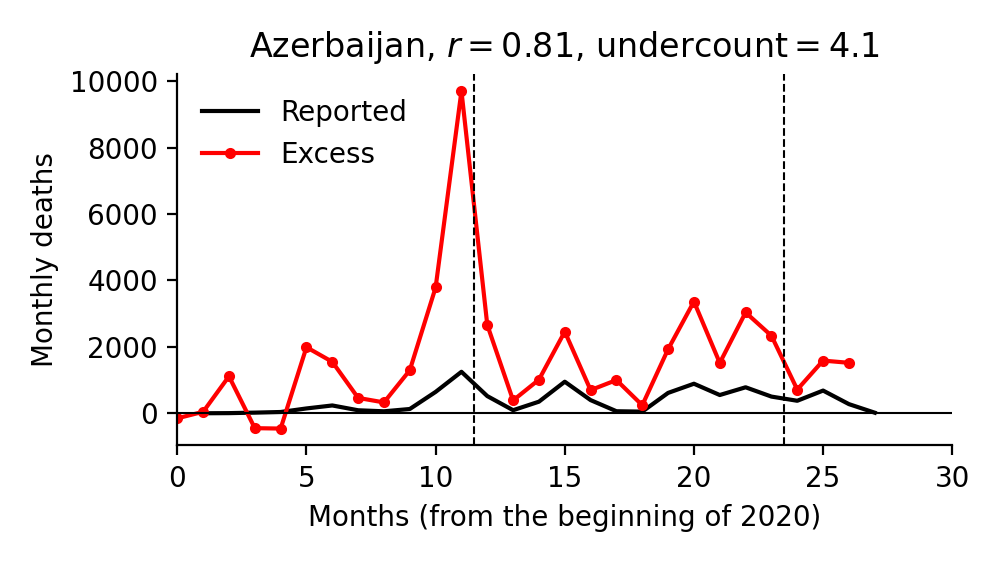 Azerbaijan, r = 0.81, undercount = 4.1
10000
8000
6000
4000
2000
0
Monthly deaths
Reported
Excess
0 5 10 15 20 25 30
Months (from the beginning of 2020)